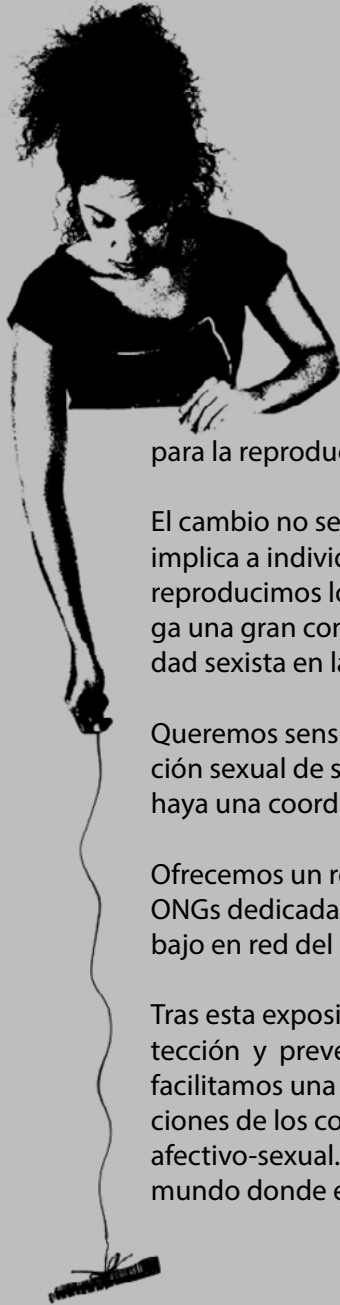 para la reproduc
El cambio no se
implica a individ
reproducimos lo
ga una gran con
dad sexista en la
Queremos sens
ción sexual de s
haya una coord
Ofrecemos un re
ONGs dedicada
bajo en red del
Tras esta exposi
tección y preve
facilitamos una
ciones de los co
afectivo-sexual.
mundo donde e